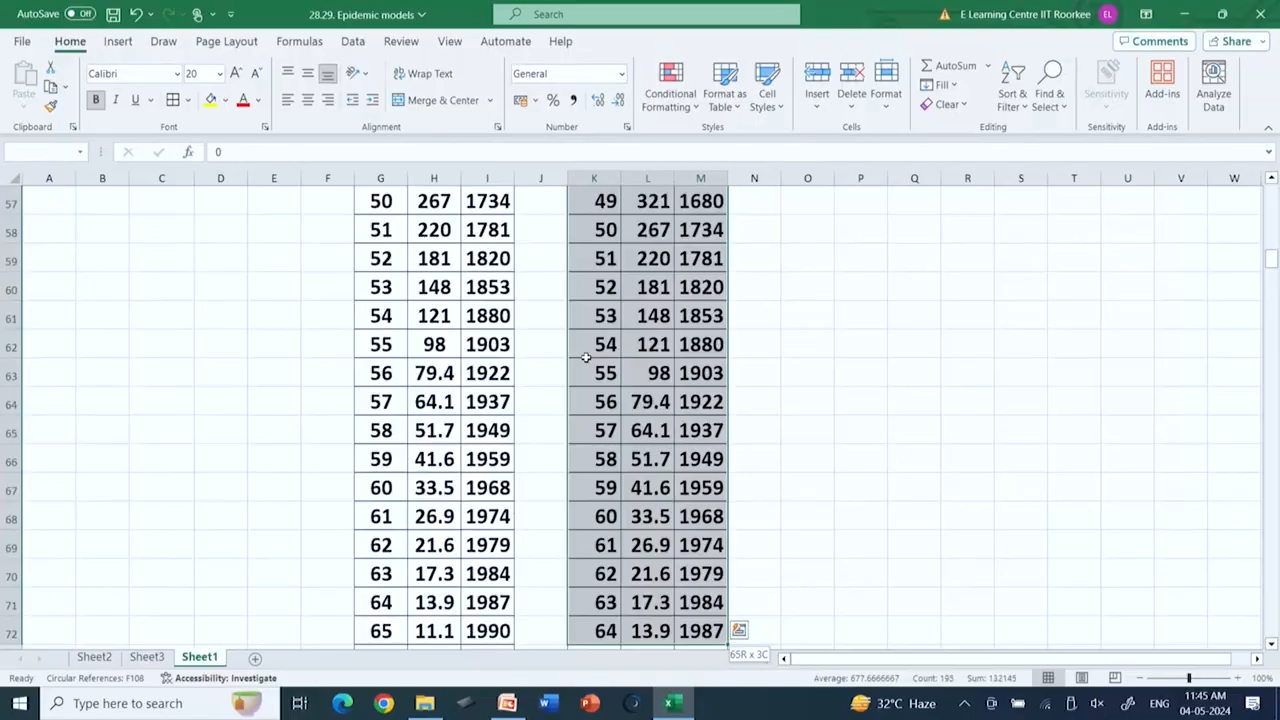 AutoSave Off 28.29. Epidemic models Search E Learning Centre IIT Roorkee EL
File Home Insert Draw Page Layout Formulas Data Review View Automate Help Comments Share
Paste Calibri 20 A A Wrap Text General Conditional Formatting Format as Table Cell Styles Insert Delete Format AutoSum Fill Clear Sort & Filter Find & Select Sensitivity Add-ins Analyze Data
B I U A Merge & Center % ,
Clipboard Font Alignment Number Styles Cells Editing Sensitivity Add-ins
fx 0
A B C D E F G H I J K L M N O P Q R S T U V W
57 50 267 1734 49 321 1680
58 51 220 1781 50 267 1734
59 52 181 1820 51 220 1781
60 53 148 1853 52 181 1820
61 54 121 1880 53 148 1853
62 55 98 1903 54 121 1880
63 56 79.4 1922 55 98 1903
64 57 64.1 1937 56 79.4 1922
65 58 51.7 1949 57 64.1 1937
66 59 41.6 1959 58 51.7 1949
67 60 33.5 1968 59 41.6 1959
68 61 26.9 1974 60 33.5 1968
69 62 21.6 1979 61 26.9 1974
70 63 17.3 1984 62 21.6 1979
71 64 13.9 1987 63 17.3 1984
72 65 11.1 1990 64 13.9 1987
65R x 3C
Sheet2 Sheet3 Sheet1
Ready Circular References: F108 Accessibility: Investigate Average: 677.6666667 Count: 195 Sum: 132145 100%
Type here to search 32°C Haze ENG 11:45 AM
04-05-2024